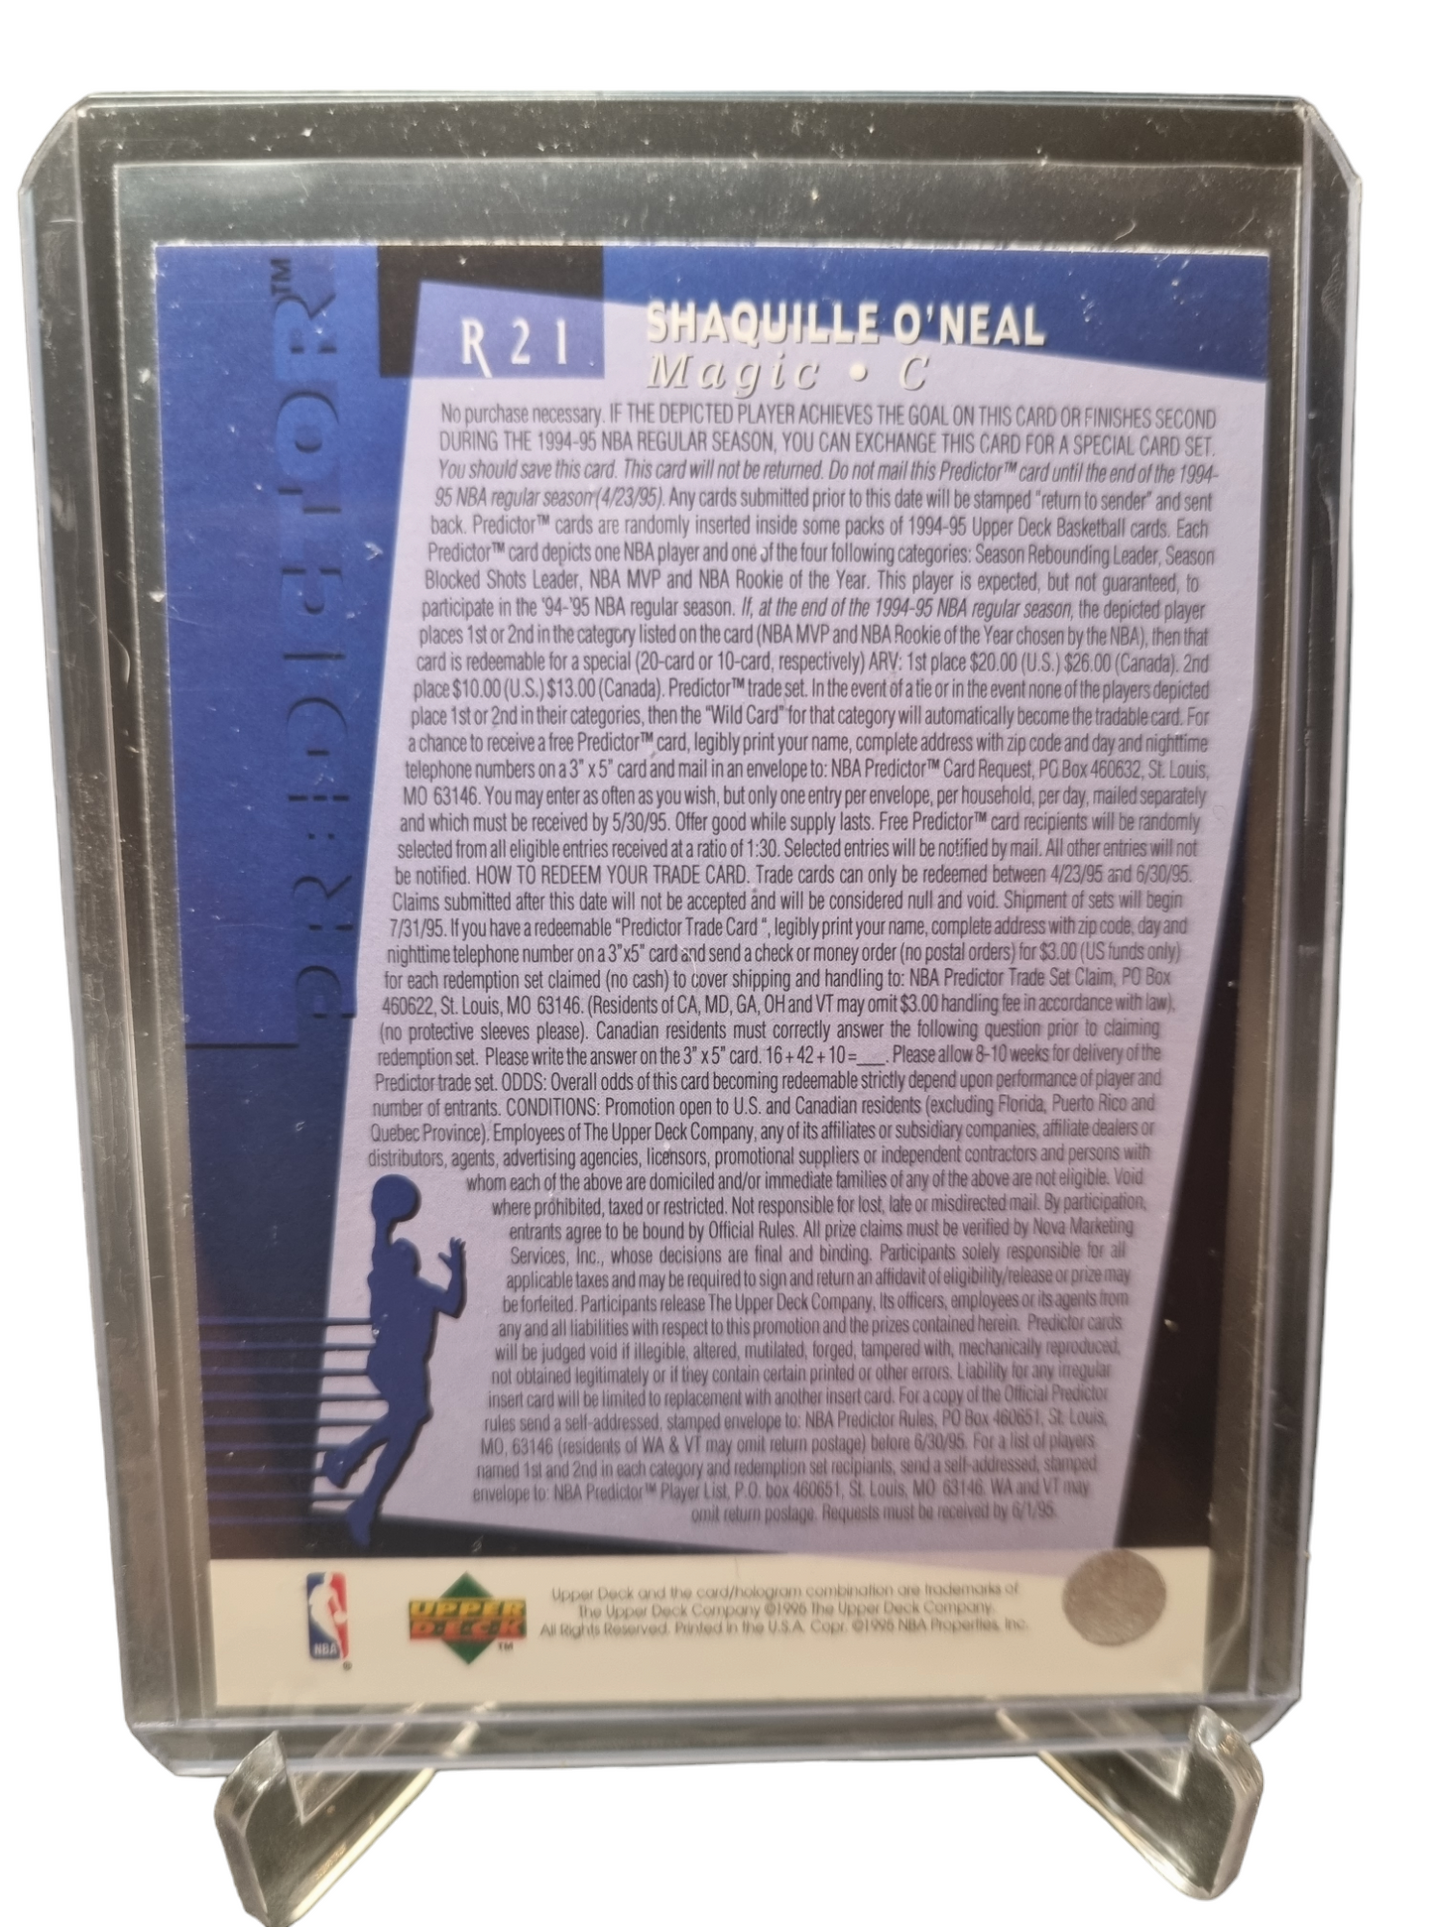 PREDICTOR™
R21
SHAQUILLE O'NEAL
Magic • C
No purchase necessary. IF THE DEPICTED PLAYER ACHIEVES THE GOAL ON THIS CARD OR FINISHES SECOND
DURING THE 1994-95 NBA REGULAR SEASON, YOU CAN EXCHANGE THIS CARD FOR A SPECIAL CARD SET.
You should save this card. This card will not be returned. Do not mail this Predictor™ card until the end of the 1994-
95 NBA regular season (4/23/95). Any cards submitted prior to this date will be stamped "return to sender" and sent
back. Predictor™ cards are randomly inserted inside some packs of 1994-95 Upper Deck Basketball cards. Each
Predictor™ card depicts one NBA player and one of the four following categories: Season Rebounding Leader, Season
Blocked Shots Leader, NBA MVP and NBA Rookie of the Year. This player is expected, but not guaranteed, to
participate in the '94-'95 NBA regular season. If, at the end of the 1994-95 NBA regular season, the depicted player
places 1st or 2nd in the category listed on the card (NBA MVP and NBA Rookie of the Year chosen by the NBA), then that
card is redeemable for a special (20-card or 10-card, respectively) ARV: 1st place $20.00 (U.S.) $26.00 (Canada). 2nd
place $10.00 (U.S.) $13.00 (Canada). Predictor™ trade set. In the event of a tie or in the event none of the players depicted
place 1st or 2nd in their categories, then the "Wild Card" for that category will automatically become the tradable card. For
a chance to receive a free Predictor™ card, legibly print your name, complete address with zip code and day and nighttime
telephone numbers on a 3" x 5" card and mail in an envelope to: NBA Predictor™ Card Request, PO Box 460632, St. Louis,
MO 63146. You may enter as often as you wish, but only one entry per envelope, per household, per day, mailed separately
and which must be received by 5/30/95. Offer good while supply lasts. Free Predictor™ card recipients will be randomly
selected from all eligible entries received at a ratio of 1:30. Selected entries will be notified by mail. All other entries will not
be notified. HOW TO REDEEM YOUR TRADE CARD. Trade cards can only be redeemed between 4/23/95 and 6/30/95.
Claims submitted after this date will not be accepted and will be considered null and void. Shipment of sets will begin
7/31/95. If you have a redeemable "Predictor Trade Card ", legibly print your name, complete address with zip code, day and
nighttime telephone number on a 3"x5" card and send a check or money order (no postal orders) for $3.00 (US funds only)
for each redemption set claimed (no cash) to cover shipping and handling to: NBA Predictor Trade Set Claim, PO Box
460622, St. Louis, MO 63146. (Residents of CA, MD, GA, OH and VT may omit $3.00 handling fee in accordance with law),
(no protective sleeves please). Canadian residents must correctly answer the following question prior to claiming
redemption set. Please write the answer on the 3" x 5" card. 16 + 42 + 10 = ___. Please allow 8-10 weeks for delivery of the
Predictor trade set. ODDS: Overall odds of this card becoming redeemable strictly depend upon performance of player and
number of entrants. CONDITIONS: Promotion open to U.S. and Canadian residents (excluding Florida, Puerto Rico and
Quebec Province). Employees of The Upper Deck Company, any of its affiliates or subsidiary companies, affiliate dealers or
distributors, agents, advertising agencies, licensors, promotional suppliers or independent contractors and persons with
whom each of the above are domiciled and/or immediate families of any of the above are not eligible. Void
where prohibited, taxed or restricted. Not responsible for lost, late or misdirected mail. By participation,
entrants agree to be bound by Official Rules. All prize claims must be verified by Nova Marketing
Services, Inc., whose decisions are final and binding. Participants solely responsible for all
applicable taxes and may be required to sign and return an affidavit of eligibility/release or prize may
be forfeited. Participants release The Upper Deck Company, Its officers, employees or its agents from
any and all liabilities with respect to this promotion and the prizes contained herein. Predictor cards
will be judged void if illegible, altered, mutilated, forged, tampered with, mechanically reproduced,
not obtained legitimately or if they contain certain printed or other errors. Liability for any irregular
insert card will be limited to replacement with another insert card. For a copy of the Official Predictor
rules send a self-addressed, stamped envelope to: NBA Predictor Rules, PO Box 460651, St. Louis,
MO, 63146 (residents of WA & VT may omit return postage) before 6/30/95. For a list of players
named 1st and 2nd in each category and redemption set recipiants, send a self-addressed, stamped
envelope to: NBA Predictor™ Player List, P.O. box 460651, St. Louis, MO 63146. WA and VT may
omit return postage. Requests must be received by 6/1/95.
NBA ®
UPPER
DECK ™
Upper Deck and the card/hologram combination are trademarks of
The Upper Deck Company ©1995 The Upper Deck Company.
All Rights Reserved. Printed in the U.S.A. Copr. ©1995 NBA Properties, Inc.